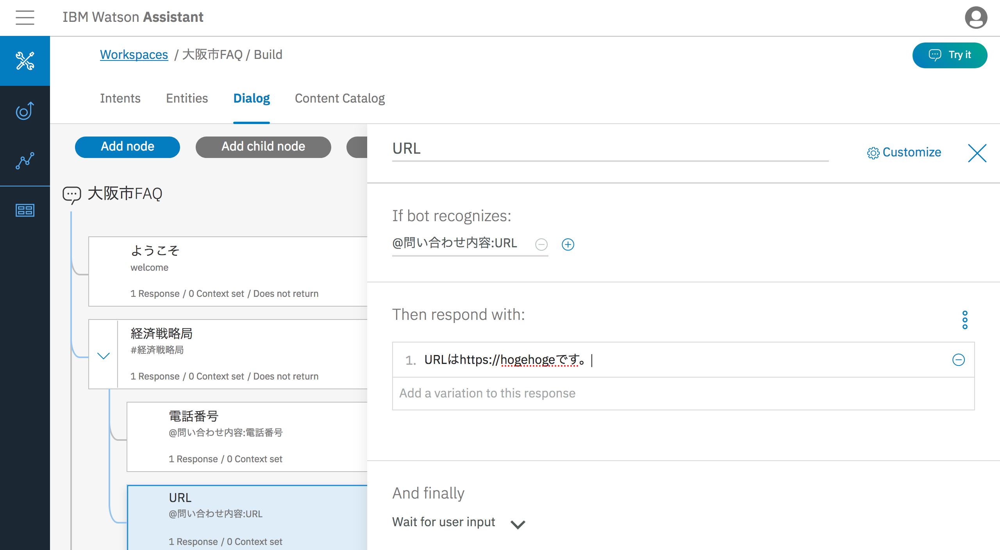 IBM Watson Assistant
Workspaces / 大阪市FAQ / Build
Try it
Intents
Entities
Dialog
Content Catalog
Add node
Add child node
大阪市FAQ
ようこそ
welcome
1 Response / 0 Context set / Does not return
経済戦略局
#経済戦略局
1 Response / 0 Context set / Does not return
電話番号
@問い合わせ内容:電話番号
1 Response / 0 Context set
URL
@問い合わせ内容:URL
1 Response / 0 Context set
URL
Customize
If bot recognizes:
@問い合わせ内容:URL
Then respond with:
1. URLはhttps://hogehogeです。
Add a variation to this response
And finally
Wait for user input